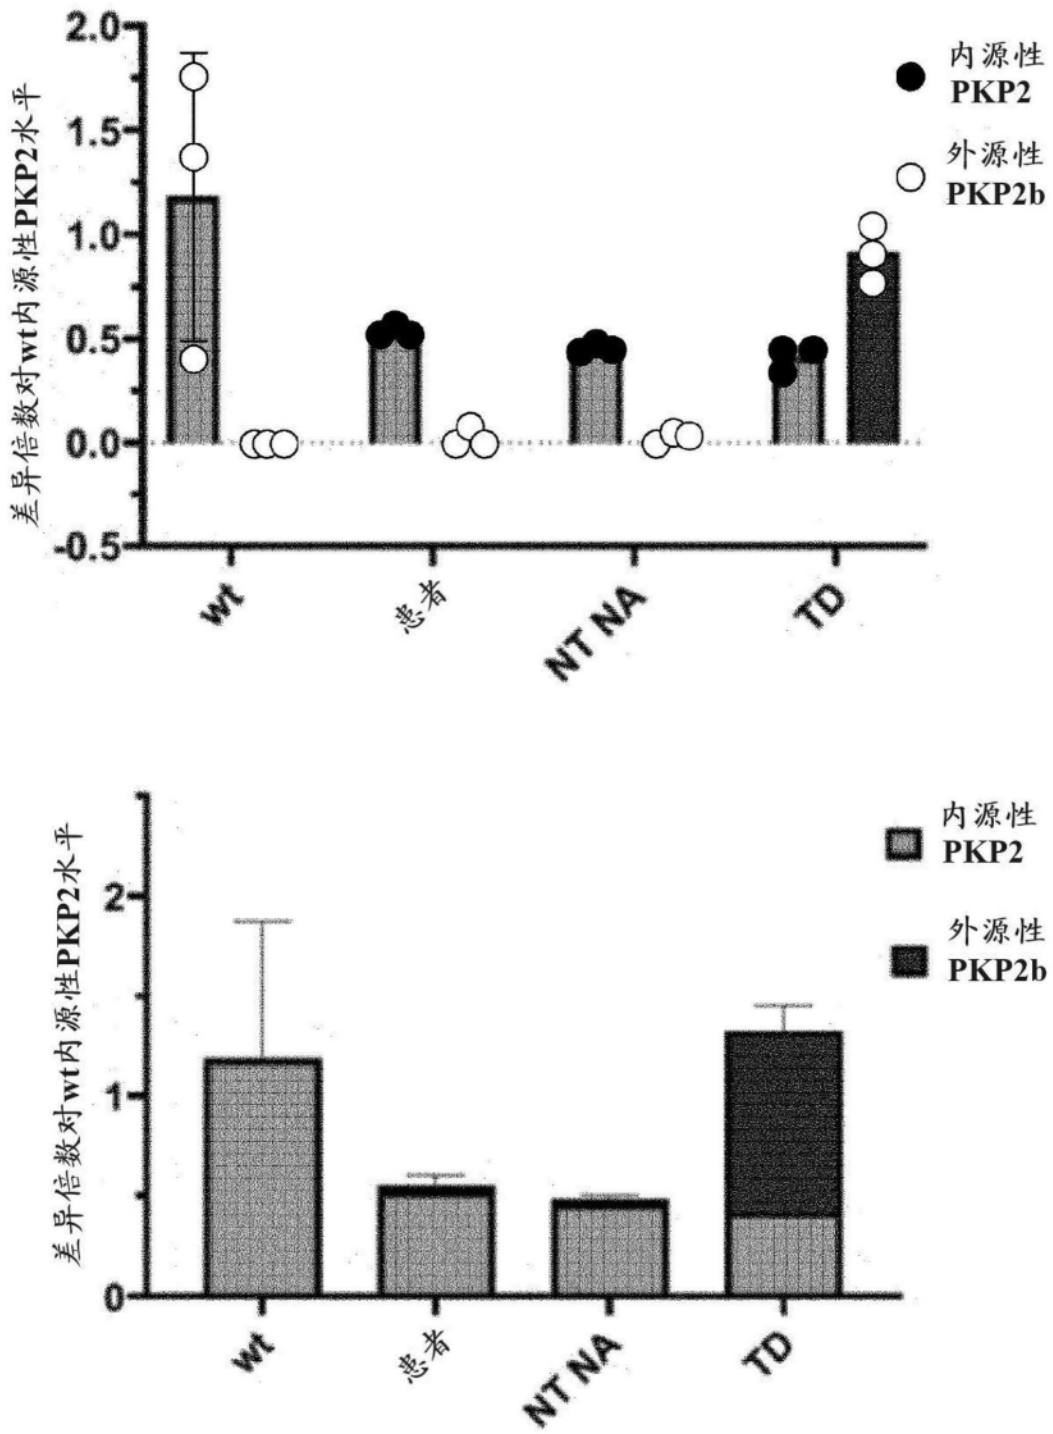 差异倍数对wt内源性PKP2水平
2.0
1.5
1.0
0.5
0.0
-0.5
wt
患者
NT NA
TD
内源性
PKP2
外源性
PKP2b
差异倍数对wt内源性PKP2水平
2
1
0
wt
患者
NT NA
TD
内源性
PKP2
外源性
PKP2b